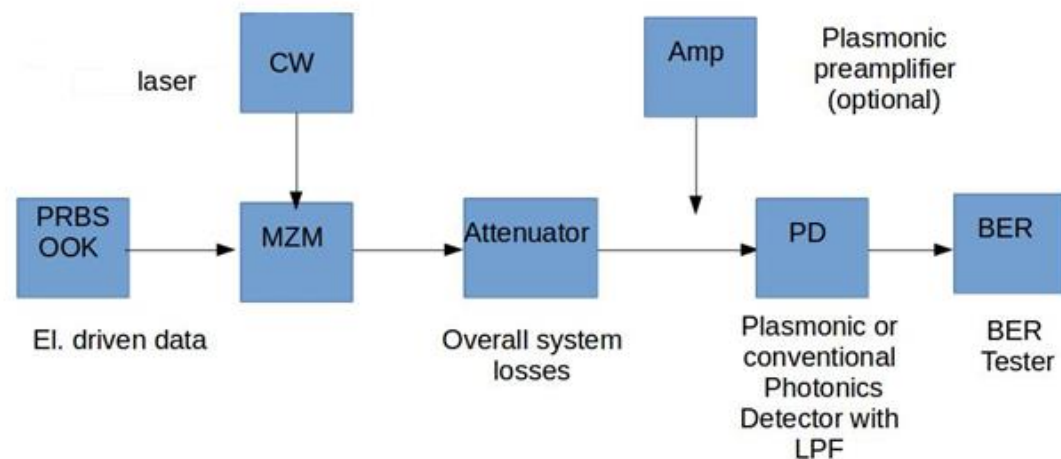 laser
CW
Amp
Plasmonic
preamplifier
(optional)
PRBS
OOK
MZM
Attenuator
PD
BER
El. driven data
Overall system
losses
Plasmonic or
conventional
Photonics
Detector with
LPF
BER
Tester